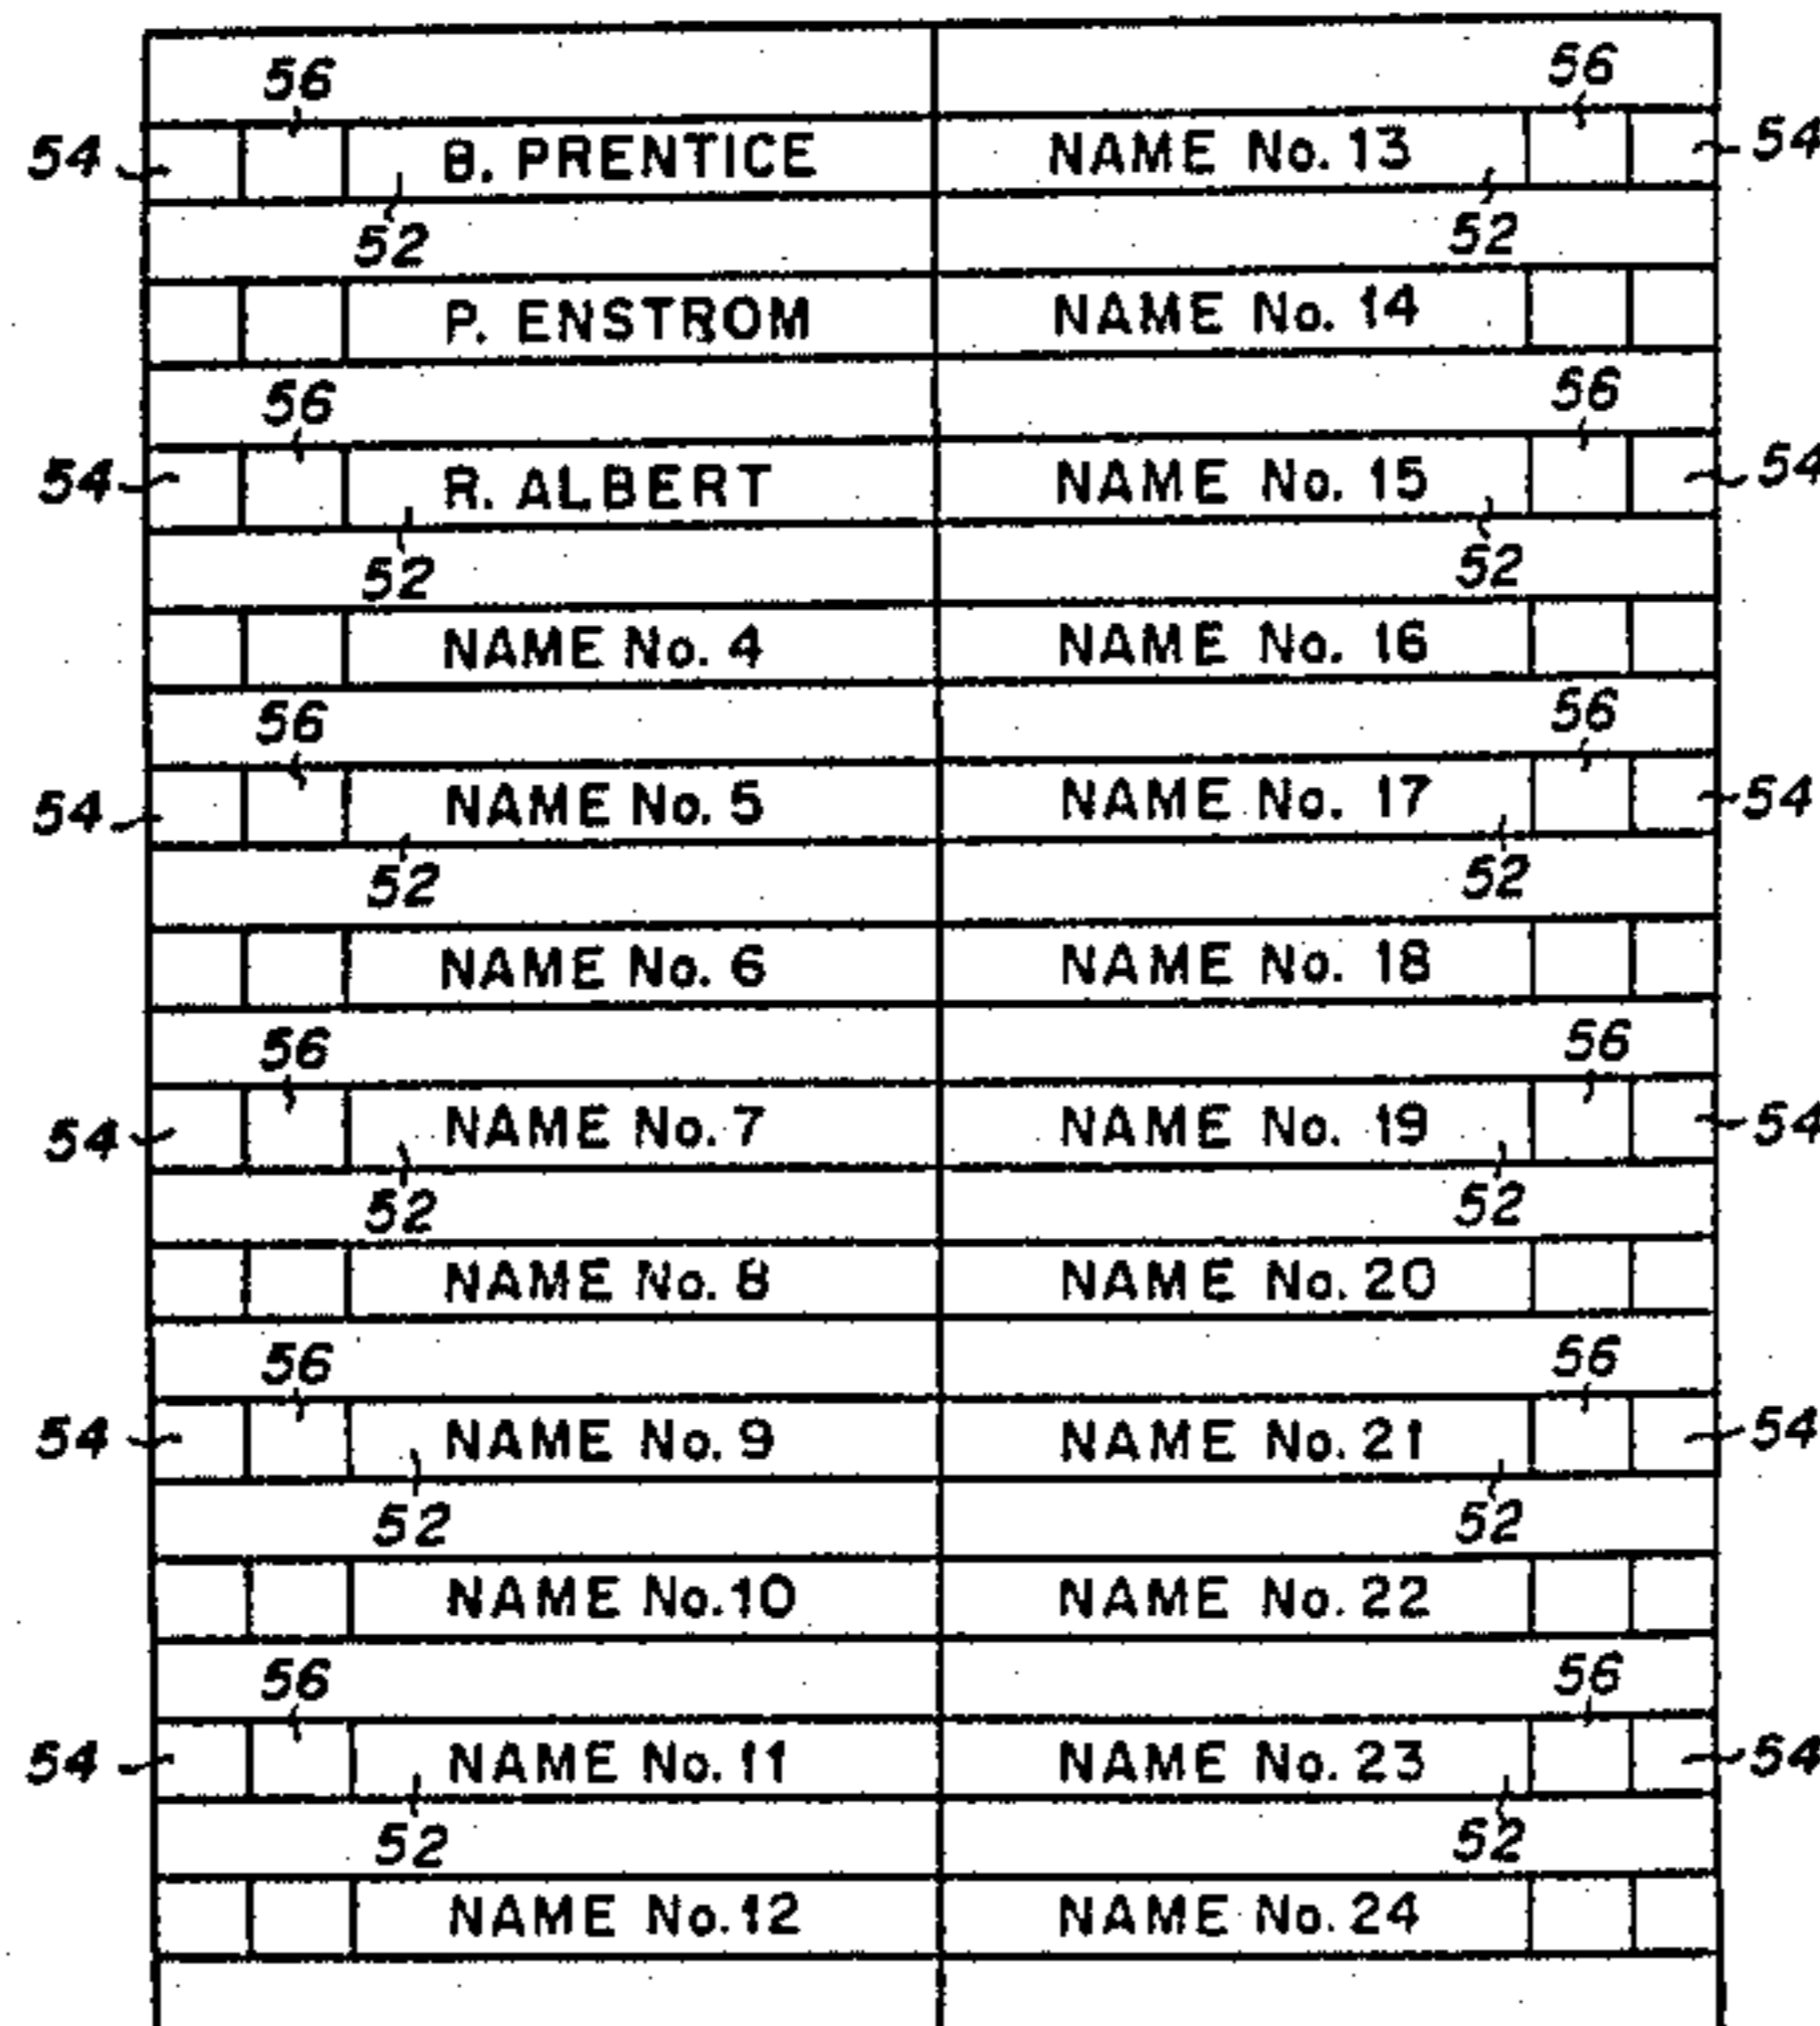 56 56
54 B. PRENTICE NAME No. 13 54
52 52
P. ENSTROM NAME No. 14
56 56
54 R. ALBERT NAME No. 15 54
52 52
NAME No. 4 NAME No. 16
56 56
54 NAME No. 5 NAME No. 17 54
52 52
NAME No. 6 NAME No. 18
56 56
54 NAME No. 7 NAME No. 19 54
52 52
NAME No. 8 NAME No. 20
56 56
54 NAME No. 9 NAME No. 21 54
52 52
NAME No. 10 NAME No. 22
56 56
54 NAME No. 11 NAME No. 23 54
52 52
NAME No. 12 NAME No. 24